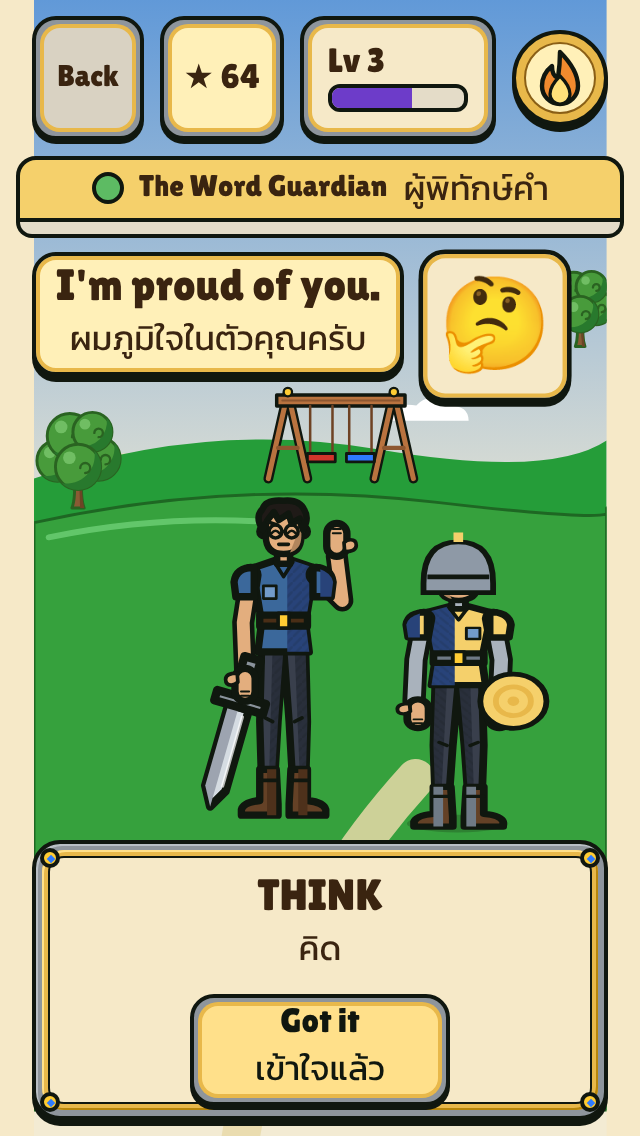 Back
★ 64
Lv 3
The Word Guardian ผู้พิทักษ์คำ
I'm proud of you.
ผมภูมิใจในตัวคุณครับ
THINK
คิด
Got it
เข้าใจแล้ว